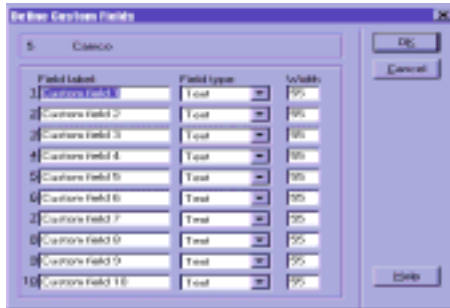 Define Custom Fields
5 Camco
OK
Cancel
Field label Field type Width
1 Custom field 1 Text 55
2 Custom field 2 Text 55
3 Custom field 3 Text 55
4 Custom field 4 Text 55
5 Custom field 5 Text 55
6 Custom field 6 Text 55
7 Custom field 7 Text 55
8 Custom field 8 Text 55
9 Custom field 9 Text 55
10 Custom field 10 Text 55
Help